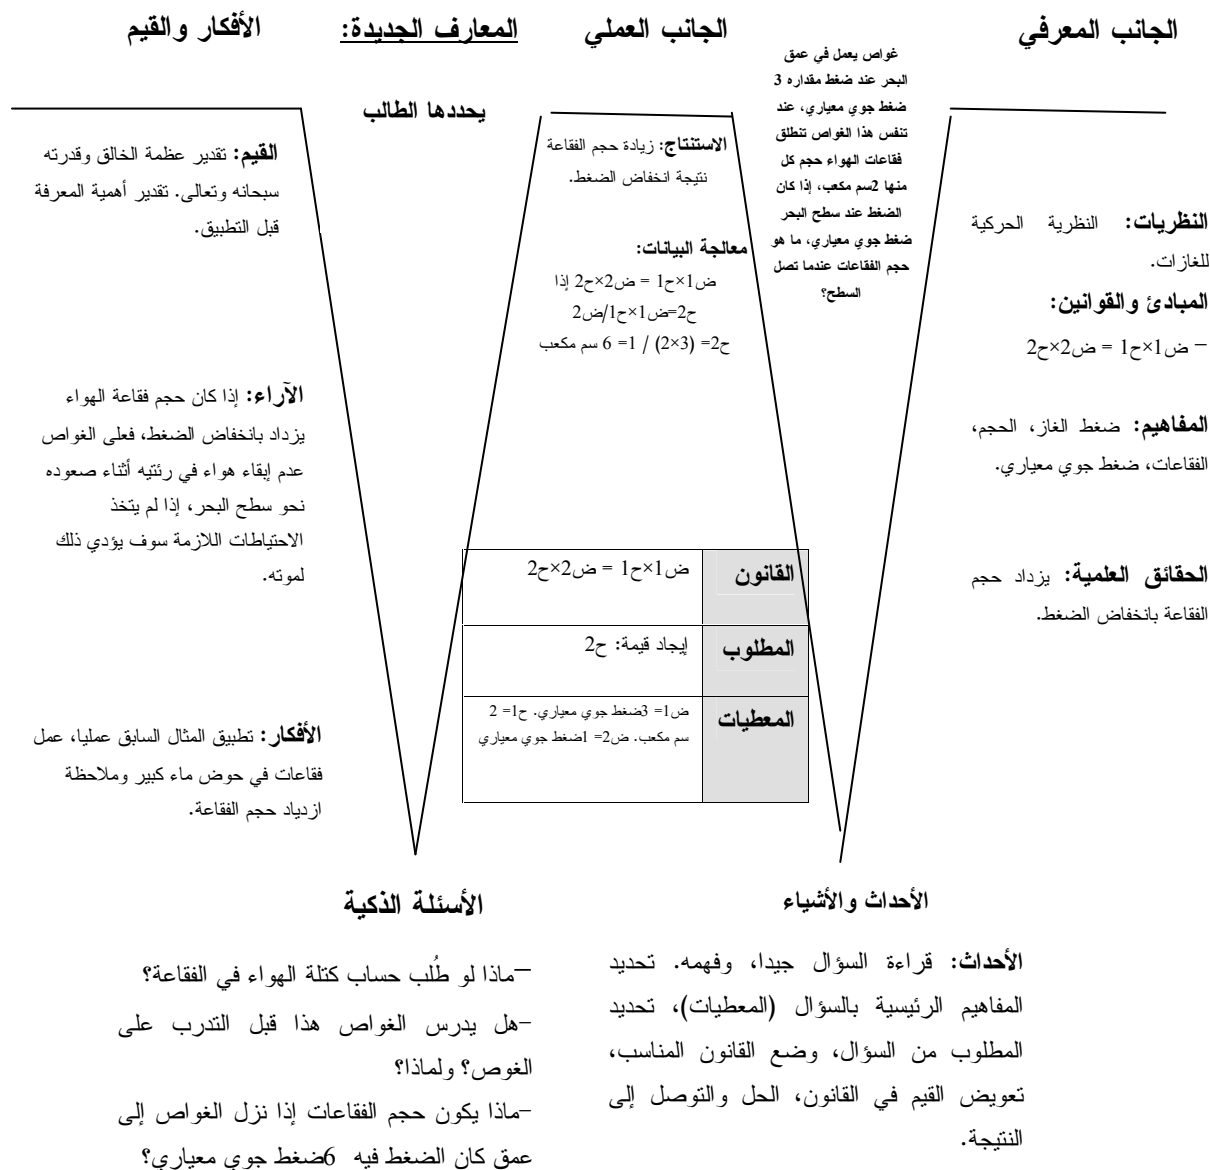 الجانب المعرفي
الجانب العملي
المعارف الجديدة:
الأفكار والقيم
غواص يعمل في عمق
البحر عند ضغط مقداره 3
ضغط جوي معياري، عند
تنفس هذا الغواص تنطلق
فقاعات الهواء حجم كل
منها 2سم مكعب، إذا كان
الضغط عند سطح البحر
ضغط جوي معياري، ما هو
حجم الفقاعات عندما تصل
السطح؟
النظريات: النظرية الحركية
للغازات.
المبادئ والقوانين:
– ض1×ح1 = ض2×ح2
المفاهيم: ضغط الغاز، الحجم،
الفقاعات، ضغط جوي معياري.
الحقائق العلمية: يزداد حجم
الفقاعة بانخفاض الضغط.
الاستنتاج: زيادة حجم الفقاعة
نتيجة انخفاض الضغط.
معالجة البيانات:
ض1×ح1 = ض2×ح2 إذا
ح2=ض1×ح1/ض2
ح2= (3×2) / 1= 6 سم مكعب
القانون
ض1×ح1 = ض2×ح2
المطلوب
إيجاد قيمة: ح2
المعطيات
ض1= 3ضغط جوي معياري. ح1= 2
سم مكعب. ض2= 1ضغط جوي معياري
يحددها الطالب
القيم: تقدير عظمة الخالق وقدرته
سبحانه وتعالى. تقدير أهمية المعرفة
قبل التطبيق.
الآراء: إذا كان حجم فقاعة الهواء
يزداد بانخفاض الضغط، فعلى الغواص
عدم إبقاء هواء في رئتيه أثناء صعوده
نحو سطح البحر، إذا لم يتخذ
الاحتياطات اللازمة سوف يؤدي ذلك
لموته.
الأفكار: تطبيق المثال السابق عمليا، عمل
فقاعات في حوض ماء كبير وملاحظة
ازدياد حجم الفقاعة.
الأحداث والأشياء
الأحداث: قراءة السؤال جيدا، وفهمه. تحديد
المفاهيم الرئيسية بالسؤال (المعطيات)، تحديد
المطلوب من السؤال، وضع القانون المناسب،
تعويض القيم في القانون، الحل والتوصل إلى
النتيجة.
الأسئلة الذكية
–ماذا لو طُلب حساب كتلة الهواء في الفقاعة؟
–هل يدرس الغواص هذا قبل التدرب على
الغوص؟ ولماذا؟
–ماذا يكون حجم الفقاعات إذا نزل الغواص إلى
عمق كان الضغط فيه 6ضغط جوي معياري؟